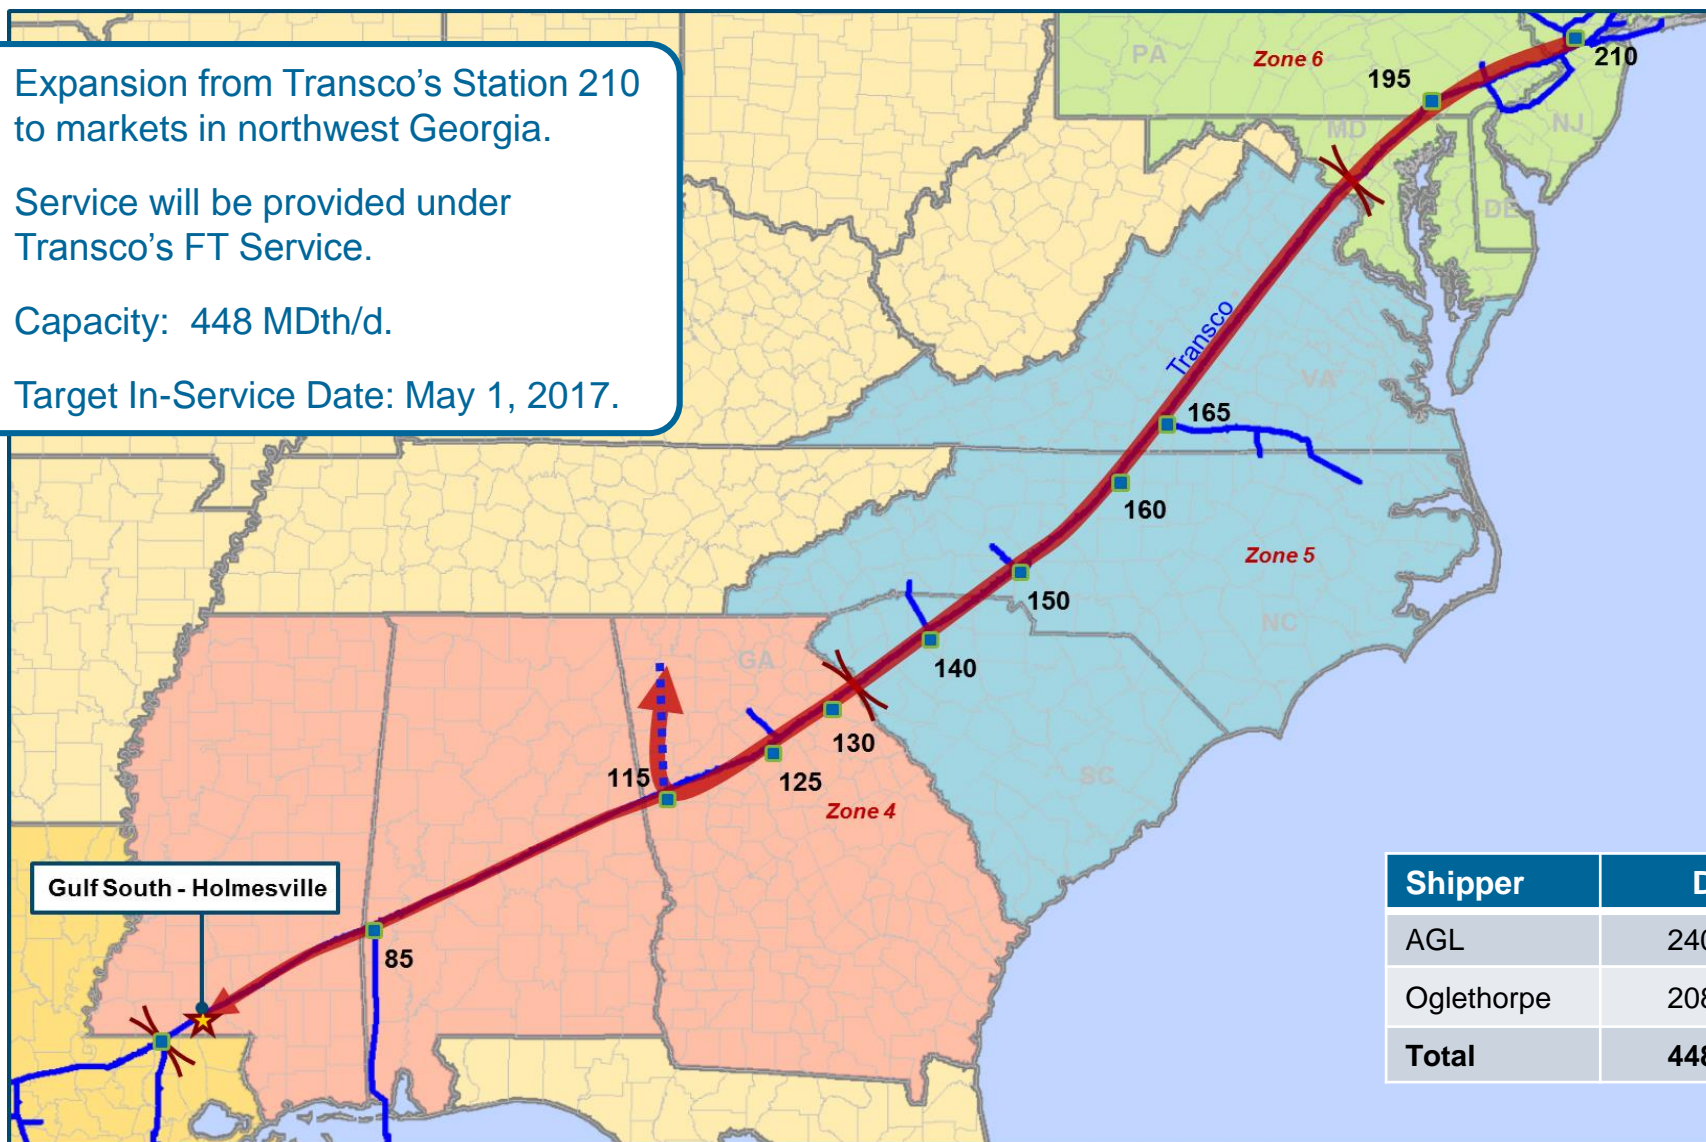 Expansion from Transco's Station 210
to markets in northwest Georgia.
Service will be provided under
Transco's FT Service.
Capacity: 448 MDth/d.
Target In-Service Date: May 1, 2017.
PA
Zone 6
195
210
MD
NJ
DE
Transco
VA
165
160
Zone 5
150
NC
140
GA
130
115
125
SC
Zone 4
Gulf South - Holmesville
85
Shipper D
AGL 240
Oglethorpe 208
Total 448